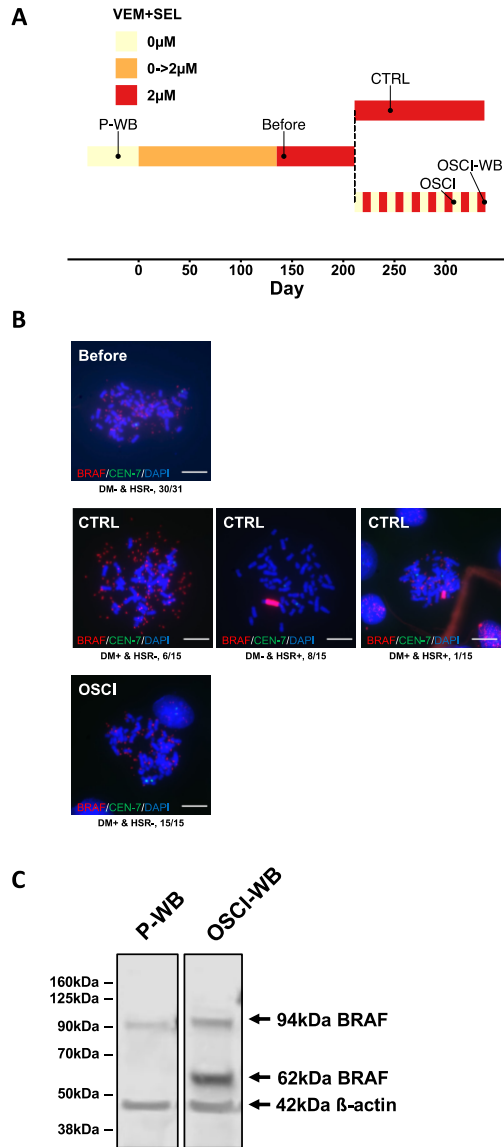 A
VEM+SEL
0µM
0->2µM
2µM
P-WB
Before
CTRL
OSCI-WB
OSCI
0 50 100 150 200 250 300
Day
B
Before
BRAF/CEN-7/DAPI
DM- & HSR-, 30/31
CTRL CTRL CTRL
BRAF/CEN-7/DAPI BRAF/CEN-7/DAPI BRAF/CEN-7/DAPI
DM+ & HSR-, 6/15 DM- & HSR+, 8/15 DM+ & HSR+, 1/15
OSCI
BRAF/CEN-7/DAPI
DM+ & HSR-, 15/15
C
P-WB OSCI-WB
160kDa
125kDa
90kDa
70kDa
50kDa
38kDa
94kDa BRAF
62kDa BRAF
42kDa ß-actin